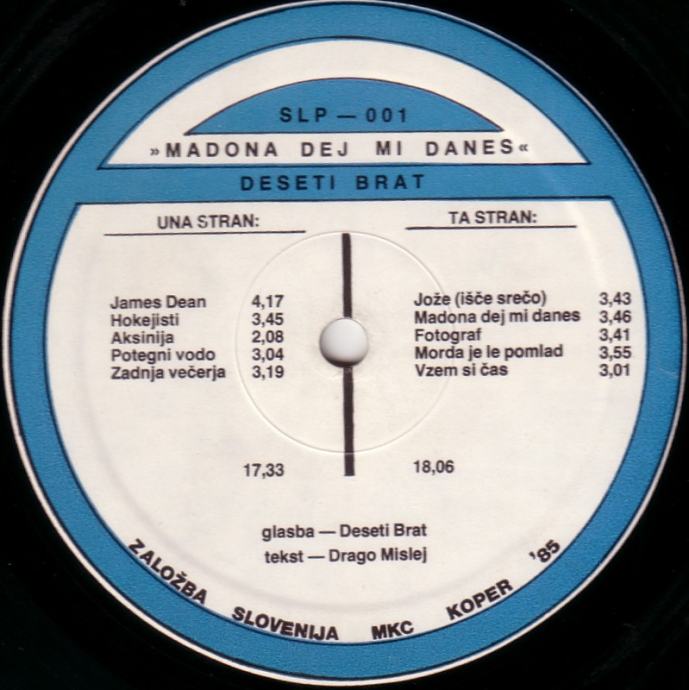 SLP — 001
»MADONA DEJ MI DANES«
DESETI BRAT
UNA STRAN:
James Dean 4,17
Hokejisti 3,45
Aksinija 2,08
Potegni vodo 3,04
Zadnja večerja 3,19
17,33
TA STRAN:
Jože (išče srečo) 3,43
Madona dej mi danes 3,46
Fotograf 3,41
Morda je le pomlad 3,55
Vzem si čas 3,01
18,06
glasba — Deseti Brat
tekst — Drago Mislej
ZALOŽBA SLOVENIJA MKC KOPER '85